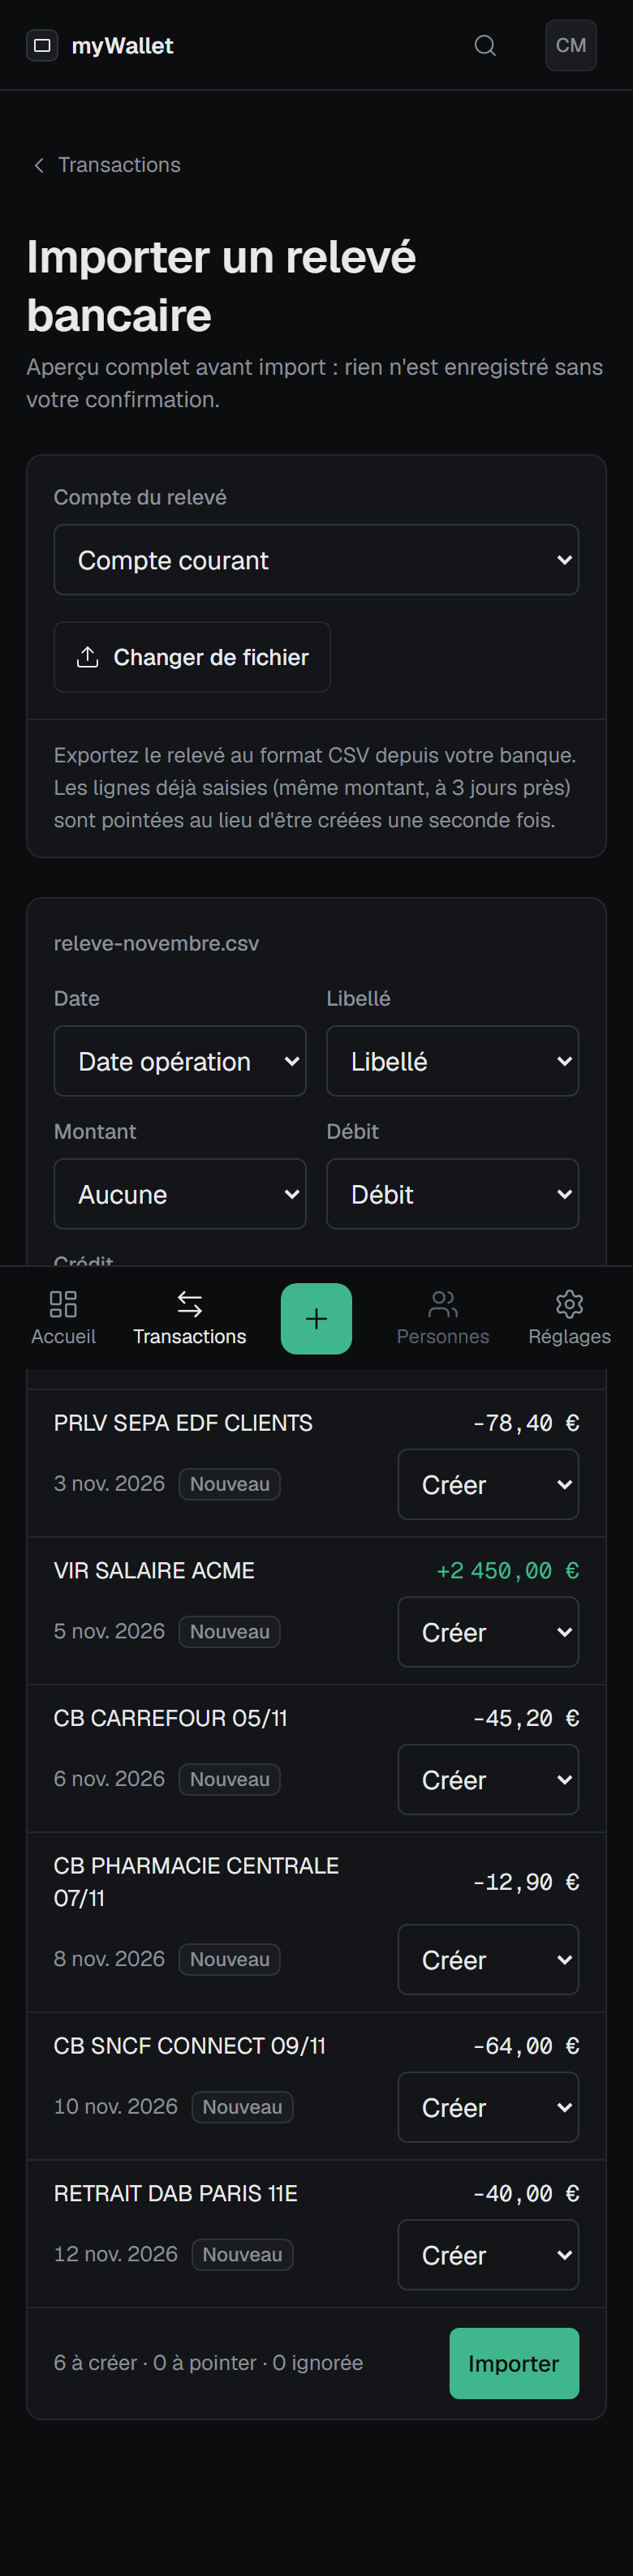 myWallet
CM
Transactions
Importer un relevé
bancaire
Aperçu complet avant import : rien n'est enregistré sans
votre confirmation.
Compte du relevé
Compte courant
Changer de fichier
Exportez le relevé au format CSV depuis votre banque.
Les lignes déjà saisies (même montant, à 3 jours près)
sont pointées au lieu d'être créées une seconde fois.
releve-novembre.csv
Date
Libellé
Date opération
Libellé
Montant
Débit
Aucune
Débit
Crédit
Accueil
Transactions
Personnes
Réglages
PRLV SEPA EDF CLIENTS
-78,40 €
3 nov. 2026
Nouveau
Créer
VIR SALAIRE ACME
+2 450,00 €
5 nov. 2026
Nouveau
Créer
CB CARREFOUR 05/11
-45,20 €
6 nov. 2026
Nouveau
Créer
CB PHARMACIE CENTRALE
07/11
-12,90 €
8 nov. 2026
Nouveau
Créer
CB SNCF CONNECT 09/11
-64,00 €
10 nov. 2026
Nouveau
Créer
RETRAIT DAB PARIS 11E
-40,00 €
12 nov. 2026
Nouveau
Créer
6 à créer · 0 à pointer · 0 ignorée
Importer